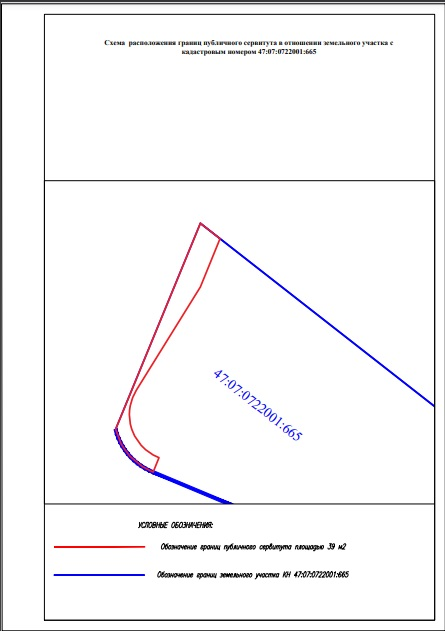 Схема расположения границ публичного сервитута в отношении земельного участка с
кадастровым номером 47:07:0722001:665
47:07:0722001:665
УСЛОВНЫЕ ОБОЗНАЧЕНИЯ:
Обозначение границ публичного сервитута площадью 39 м2
Обозначение границ земельного участка КН 47:07:0722001:665